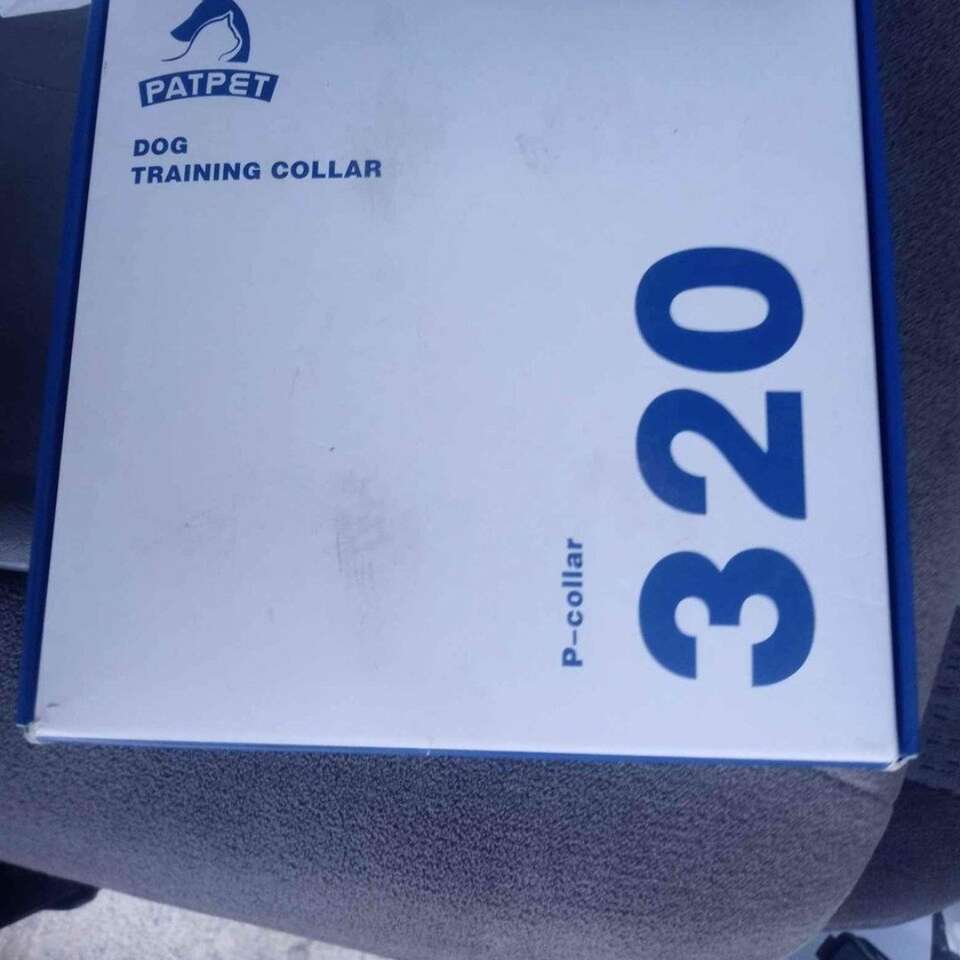 PATPET
DOG
TRAINING COLLAR
P-collar
320